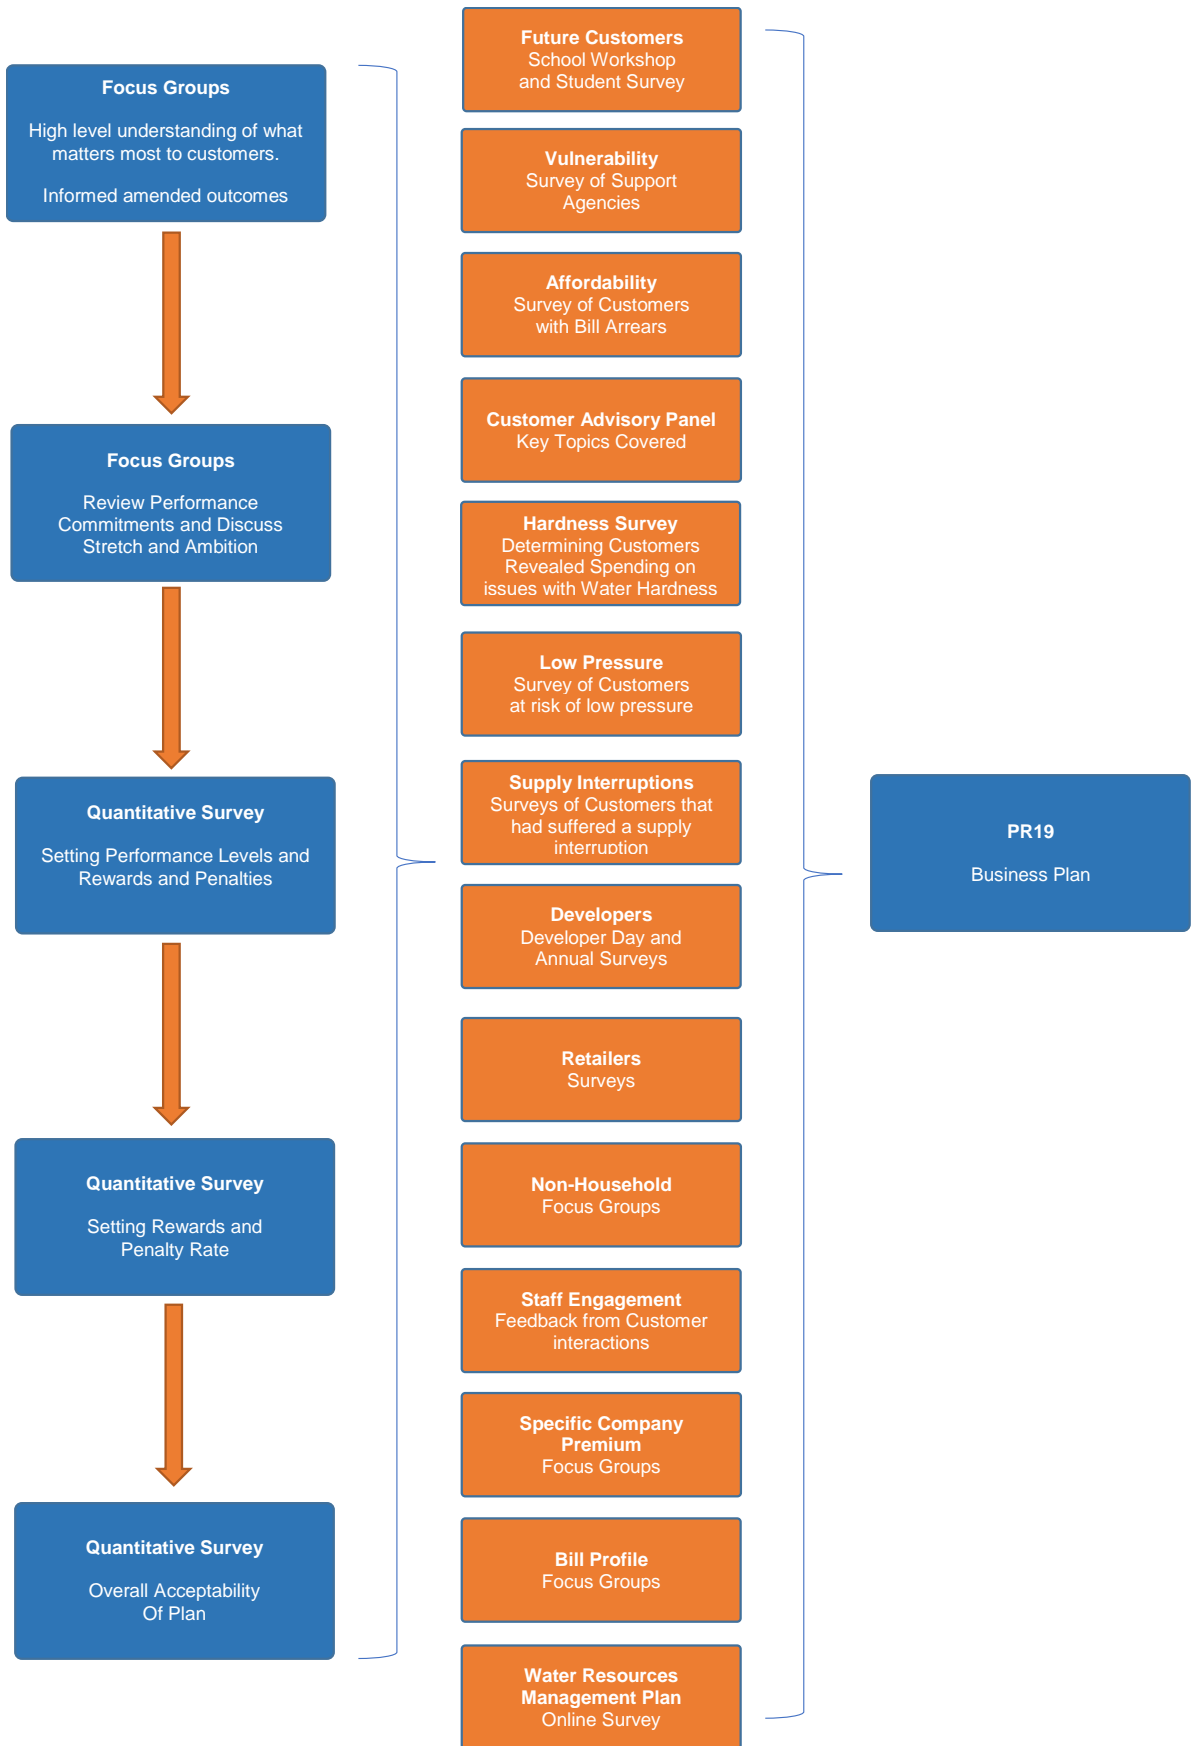 Focus Groups
High level understanding of what
matters most to customers.
Informed amended outcomes
Focus Groups
Review Performance
Commitments and Discuss
Stretch and Ambition
Quantitative Survey
Setting Performance Levels and
Rewards and Penalties
Quantitative Survey
Setting Rewards and
Penalty Rate
Quantitative Survey
Overall Acceptability
Of Plan
Future Customers
School Workshop
and Student Survey
Vulnerability
Survey of Support
Agencies
Affordability
Survey of Customers
with Bill Arrears
Customer Advisory Panel
Key Topics Covered
Hardness Survey
Determining Customers
Revealed Spending on
issues with Water Hardness
Low Pressure
Survey of Customers
at risk of low pressure
Supply Interruptions
Surveys of Customers that
had suffered a supply
interruption
Developers
Developer Day and
Annual Surveys
Retailers
Surveys
Non-Household
Focus Groups
Staff Engagement
Feedback from Customer
interactions
Specific Company
Premium
Focus Groups
Bill Profile
Focus Groups
Water Resources
Management Plan
Online Survey
PR19
Business Plan